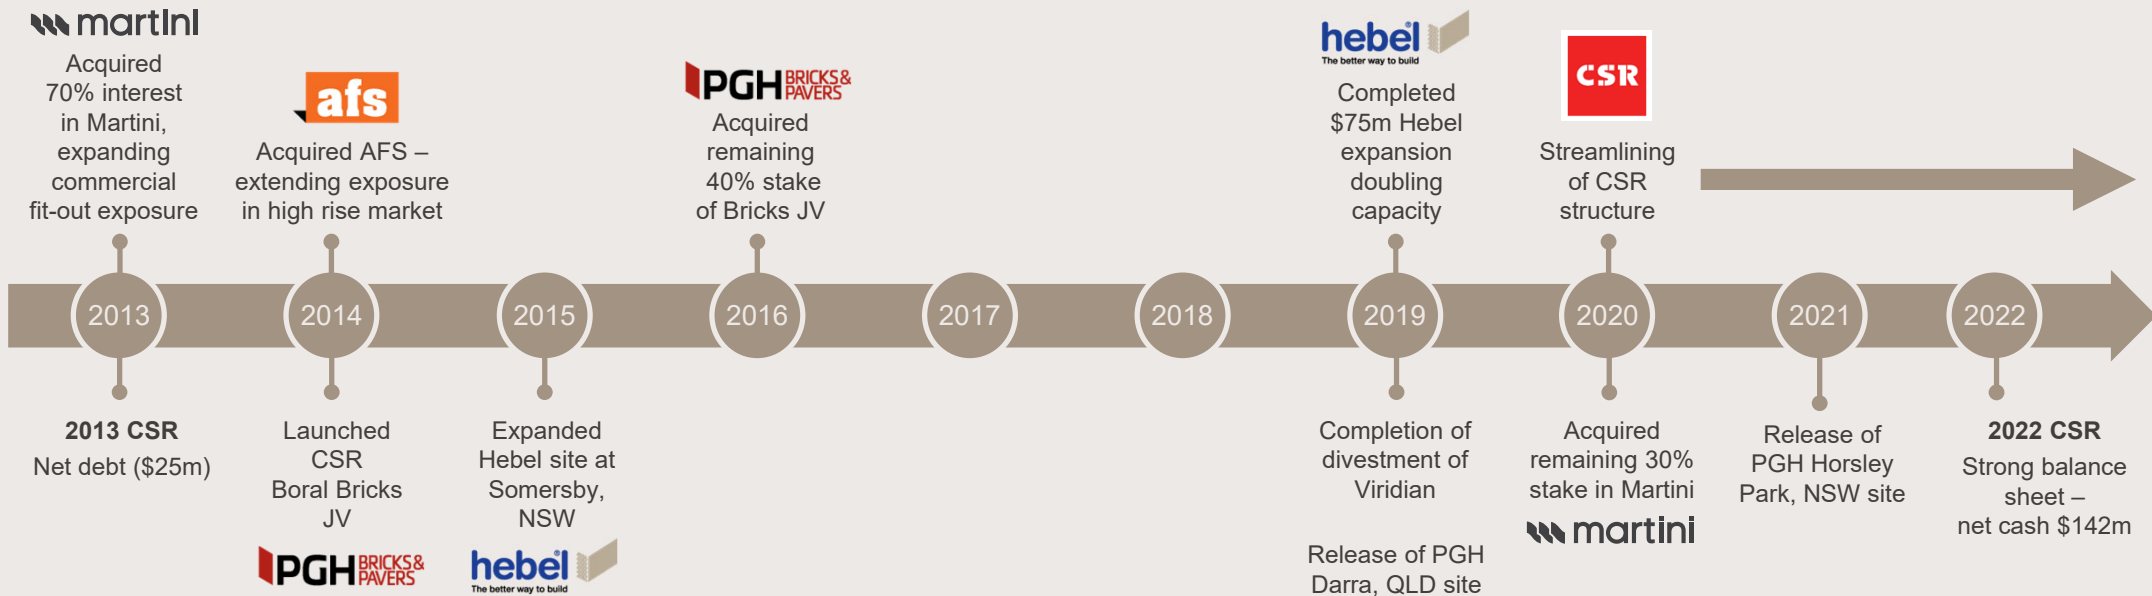 martini
Acquired
70% interest
in Martini,
expanding
commercial
fit-out exposure
afs
Acquired AFS –
extending exposure
in high rise market
PGH BRICKS &
PAVERS
Acquired
remaining
40% stake
of Bricks JV
hebel
The better way to build
Completed
$75m Hebel
expansion
doubling
capacity
CSR
Streamlining
of CSR
structure
2013
2014
2015
2016
2017
2018
2019
2020
2021
2022
2013 CSR
Net debt ($25m)
Launched
CSR
Boral Bricks
JV
PGH BRICKS &
PAVERS
Expanded
Hebel site at
Somersby,
NSW
hebel
The better way to build
Completion of
divestment of
Viridian
Release of PGH
Darra, QLD site
Acquired
remaining 30%
stake in Martini
martini
Release of
PGH Horsley
Park, NSW site
2022 CSR
Strong balance
sheet –
net cash $142m